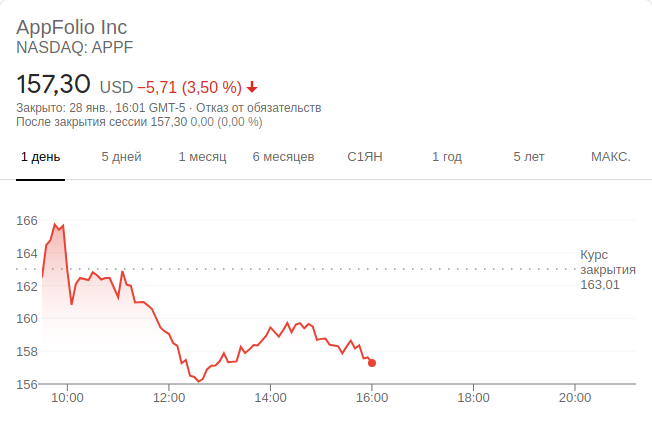 AppFolio Inc
NASDAQ: APPF
157,30 USD −5,71 (3,50 %)
Закрыто: 28 янв., 16:01 GMT-5 · Отказ от обязательств
После закрытия сессии 157,30 0,00 (0,00 %)
1 день 5 дней 1 месяц 6 месяцев С1ЯН 1 год 5 лет МАКС.
166
164
162
160
158
156
Курс
закрытия
163,01
10:00 12:00 14:00 16:00 18:00 20:00